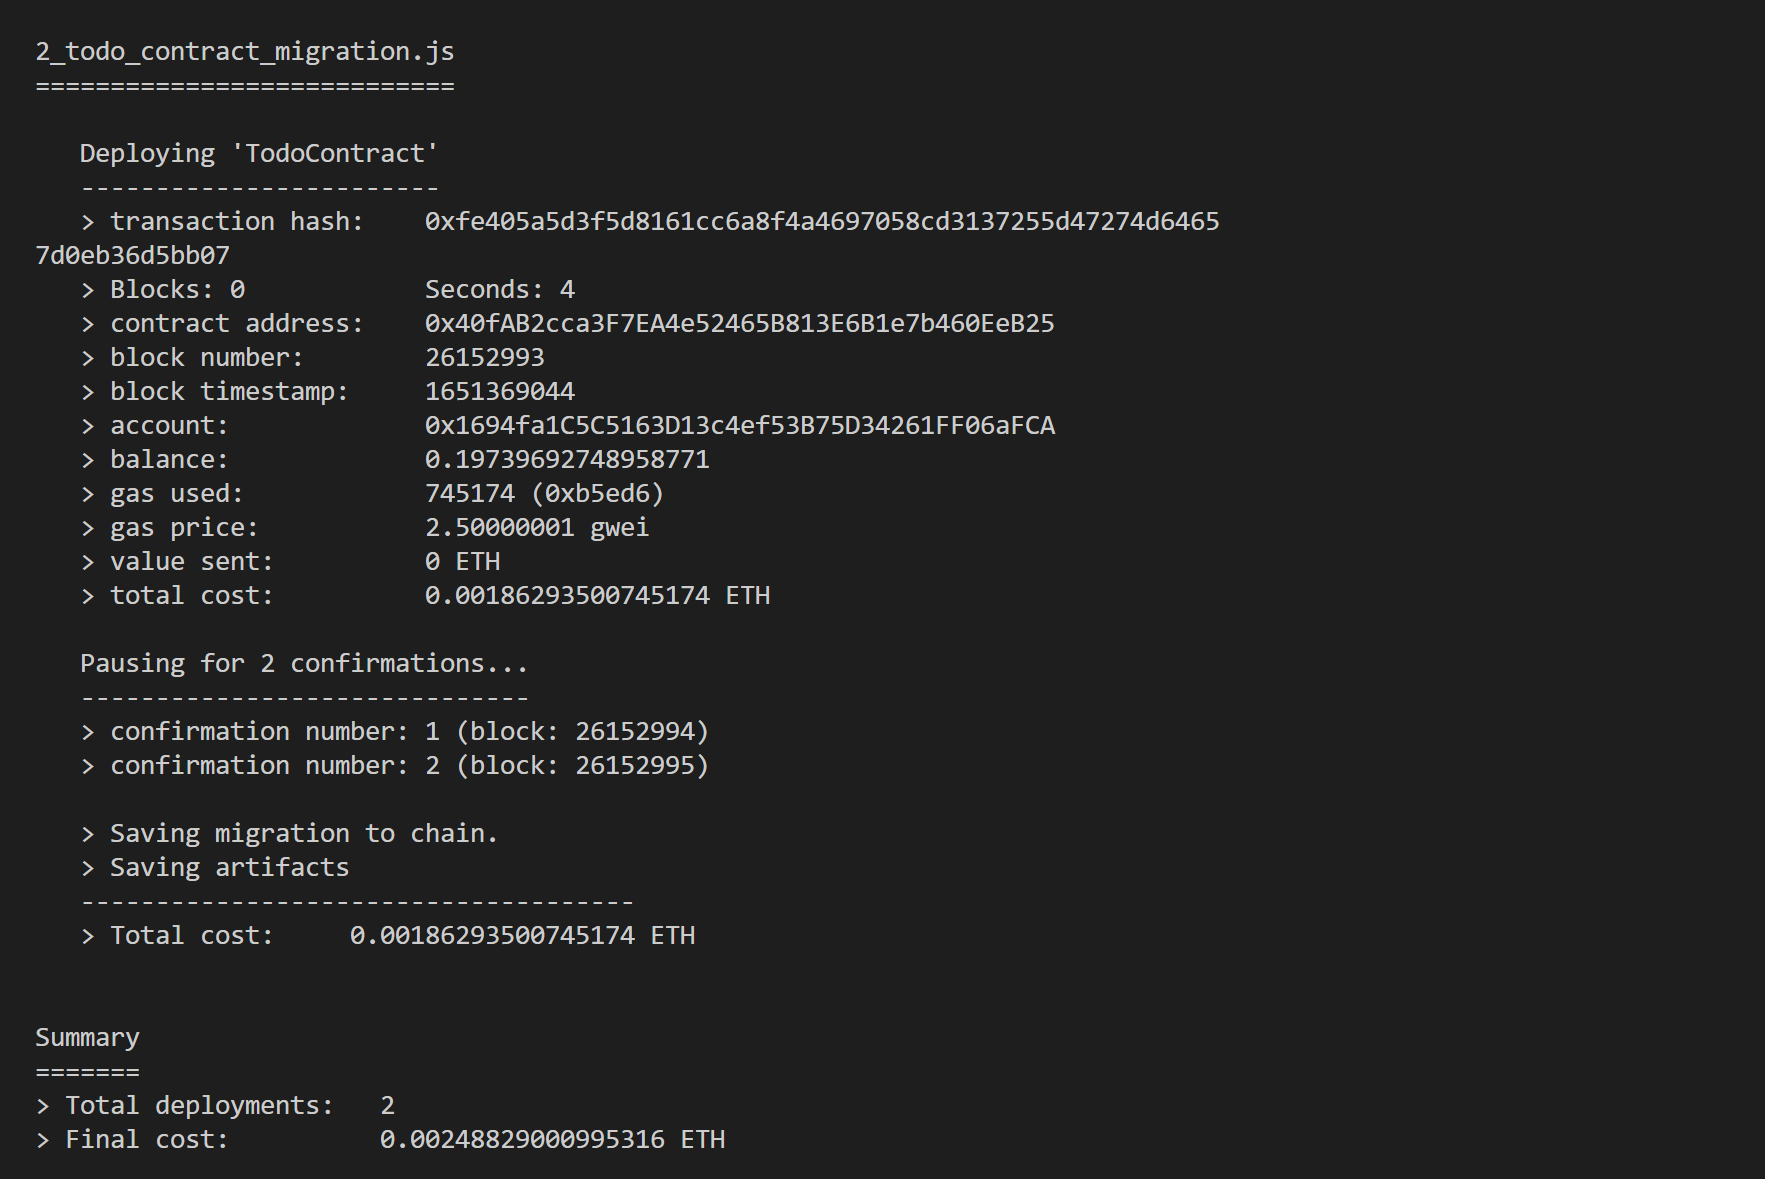 2_todo_contract_migration.js
============================
Deploying 'TodoContract'
------------------------
> transaction hash:    0xfe405a5d3f5d8161cc6a8f4a4697058cd3137255d47274d6465
7d0eb36d5bb07
> Blocks: 0            Seconds: 4
> contract address:    0x40fAB2cca3F7EA4e52465B813E6B1e7b460EeB25
> block number:        26152993
> block timestamp:     1651369044
> account:             0x1694fa1C5C5163D13c4ef53B75D34261FF06aFCA
> balance:             0.19739692748958771
> gas used:            745174 (0xb5ed6)
> gas price:           2.50000001 gwei
> value sent:          0 ETH
> total cost:          0.00186293500745174 ETH
Pausing for 2 confirmations...
------------------------------
> confirmation number: 1 (block: 26152994)
> confirmation number: 2 (block: 26152995)
> Saving migration to chain.
> Saving artifacts
-------------------------------------
> Total cost:     0.00186293500745174 ETH
Summary
=======
> Total deployments:   2
> Final cost:          0.00248829000995316 ETH